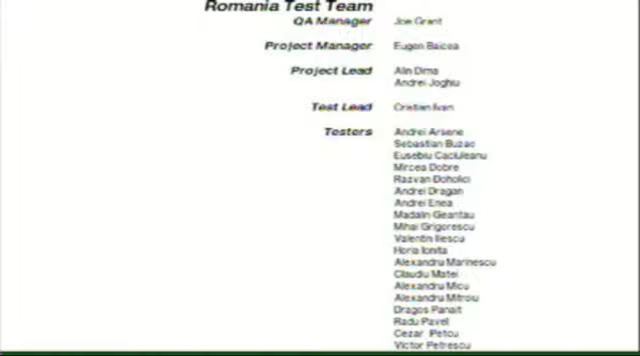 Romania Test Team
QA Manager Joe Grant
Project Manager Eugen Balcea
Project Lead Alin Dima
Andrei Joghiu
Test Lead Cristian Ivan
Testers Andrei Arsene
Sebastian Buzac
Eusebiu Caciuleanu
Mircea Dobre
Razvan Doholici
Andrei Dragan
Andrei Enea
Madalin Geantau
Mihai Grigorescu
Valentin Iliescu
Horia Ionita
Alexandru Marinescu
Claudiu Matei
Alexandru Micu
Alexandru Mitroiu
Dragos Panait
Radu Pavel
Cezar Petcu
Victor Petrescu